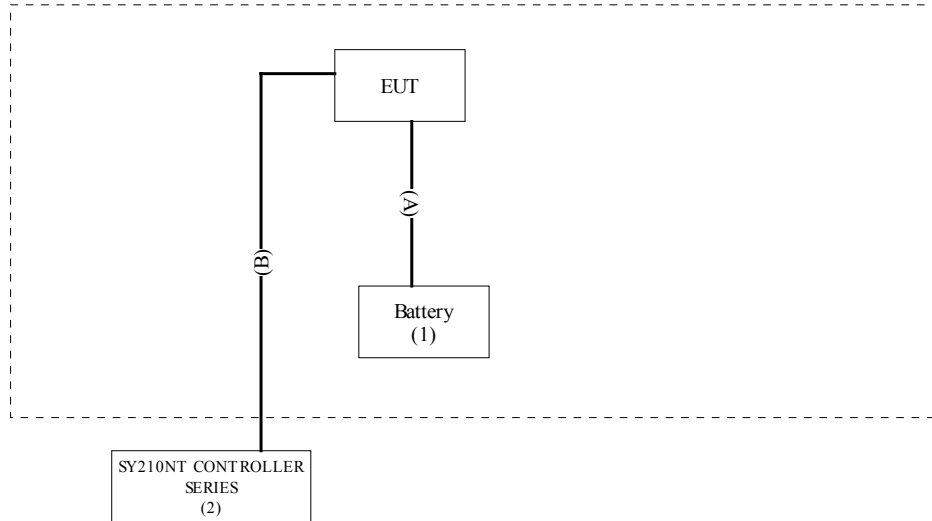 EUT
(A)
(B)
Battery
(1)
SY210NT CONTROLLER
SERIES
(2)